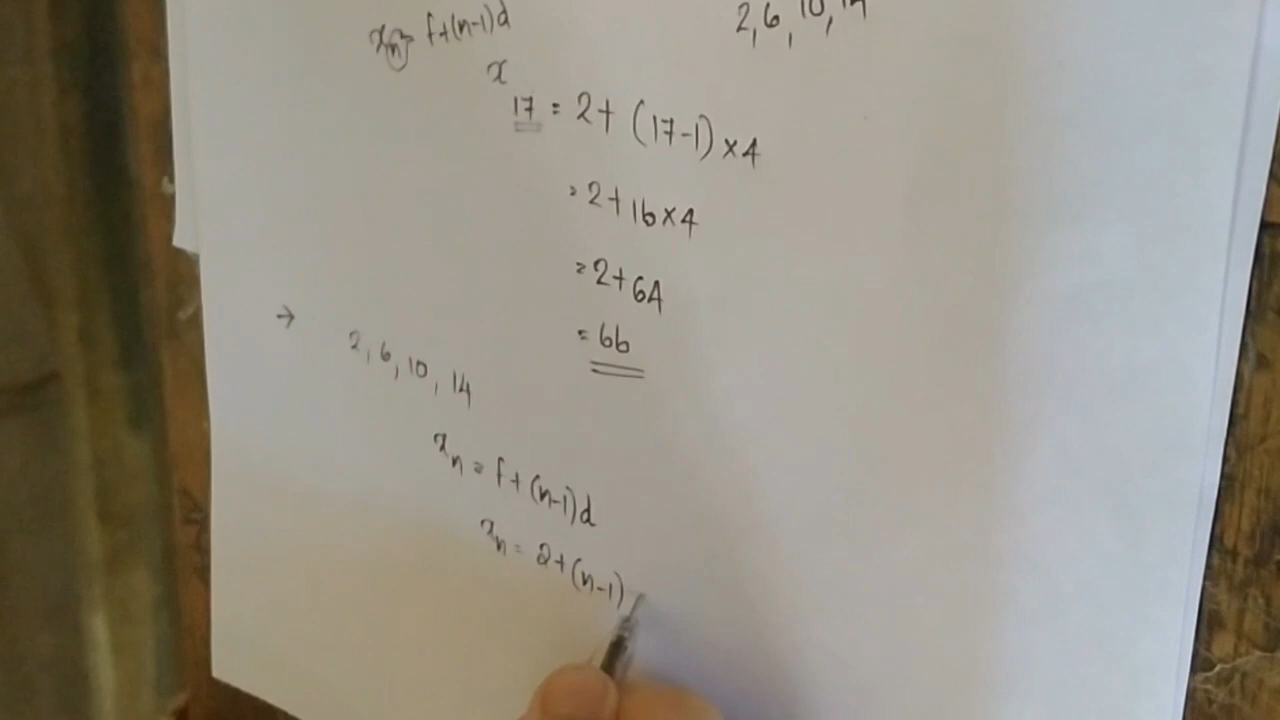 xn = f+(n-1)d
2, 6, 10, 14
x17 = 2+ (17-1) ×4
= 2+16×4
= 2+64
= 66
→ 2, 6, 10, 14
xn = f+(n-1)d
xn = 2+(n-1)